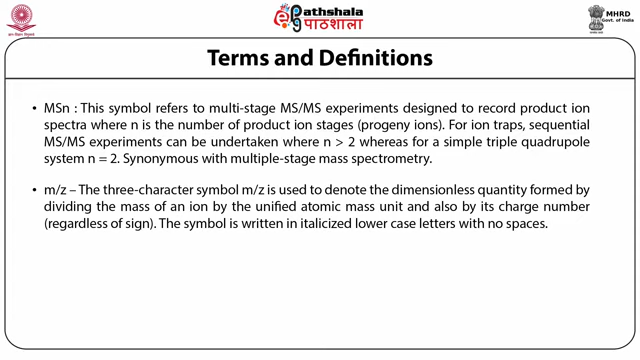 ePathshala
पाठशाला
MHRD
Govt. of India
Terms and Definitions
• MSn : This symbol refers to multi-stage MS/MS experiments designed to record product ion
spectra where n is the number of product ion stages (progeny ions). For ion traps, sequential
MS/MS experiments can be undertaken where n > 2 whereas for a simple triple quadrupole
system n = 2. Synonymous with multiple-stage mass spectrometry.
• m/z – The three-character symbol m/z is used to denote the dimensionless quantity formed by
dividing the mass of an ion by the unified atomic mass unit and also by its charge number
(regardless of sign). The symbol is written in italicized lower case letters with no spaces.